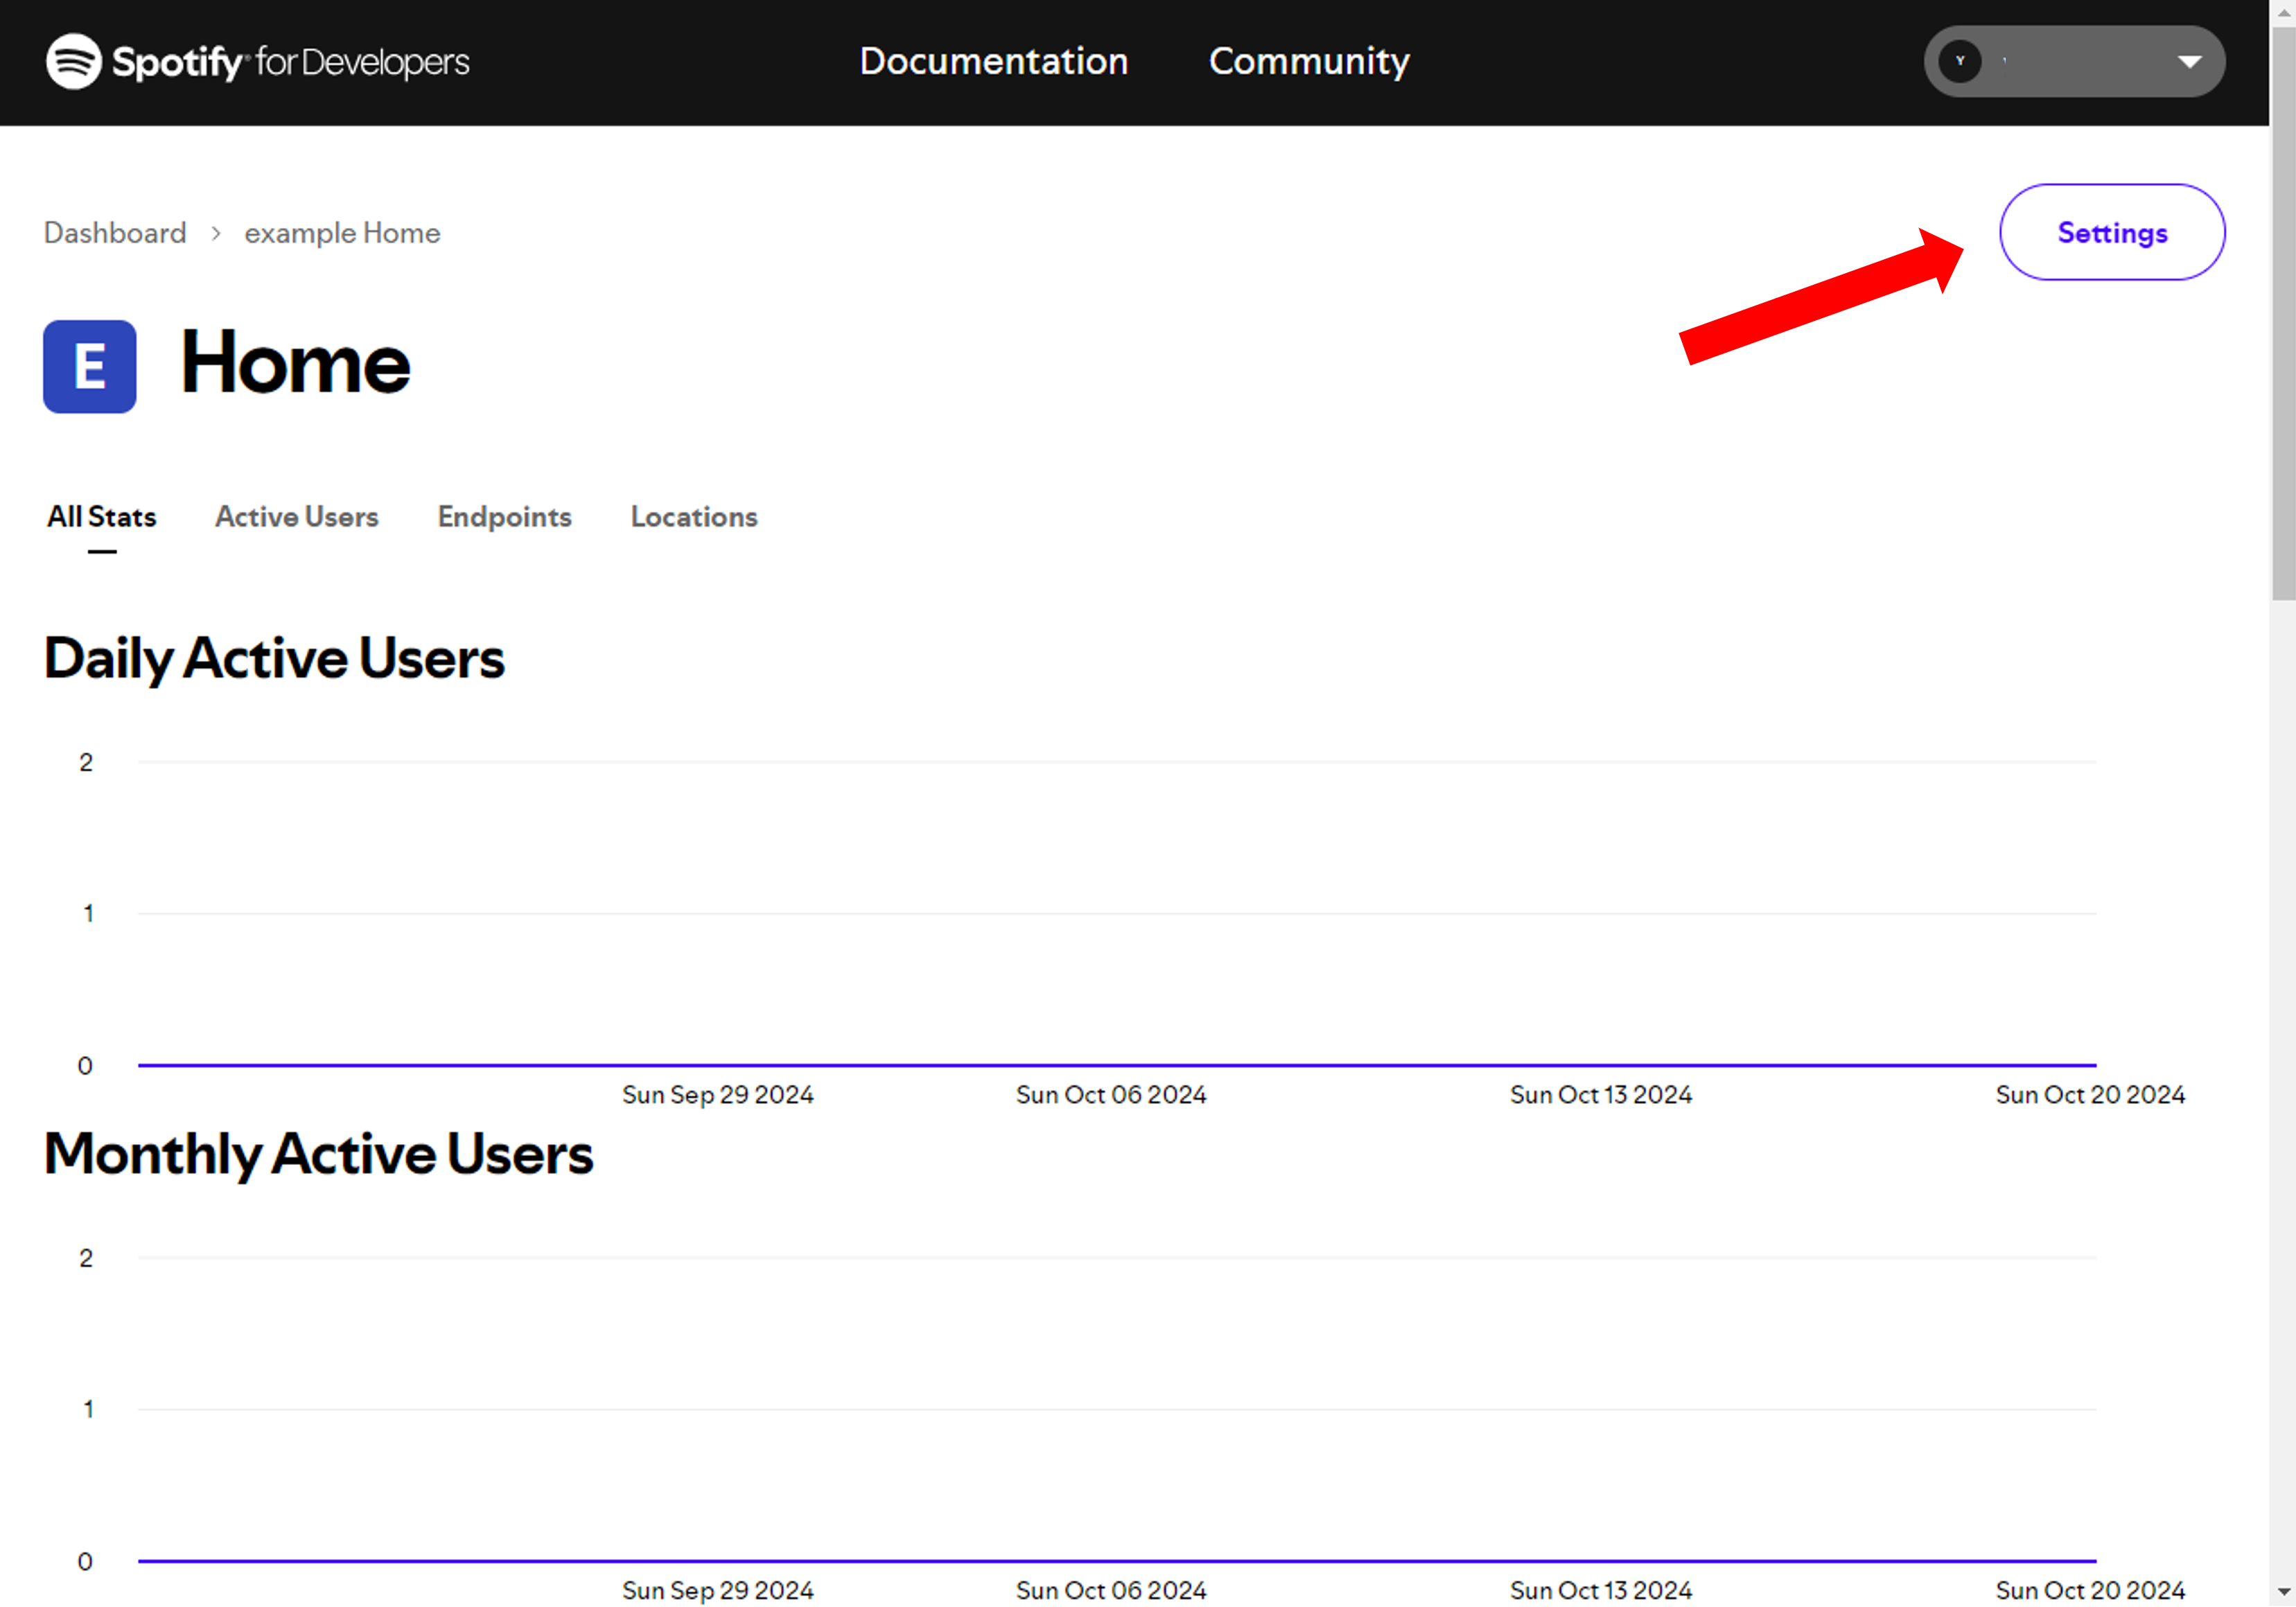 Spotify for Developers
Documentation Community
Y
Dashboard > example Home
Settings
E Home
All Stats Active Users Endpoints Locations
Daily Active Users
2
1
0
Sun Sep 29 2024 Sun Oct 06 2024 Sun Oct 13 2024 Sun Oct 20 2024
Monthly Active Users
2
1
0
Sun Sep 29 2024 Sun Oct 06 2024 Sun Oct 13 2024 Sun Oct 20 2024